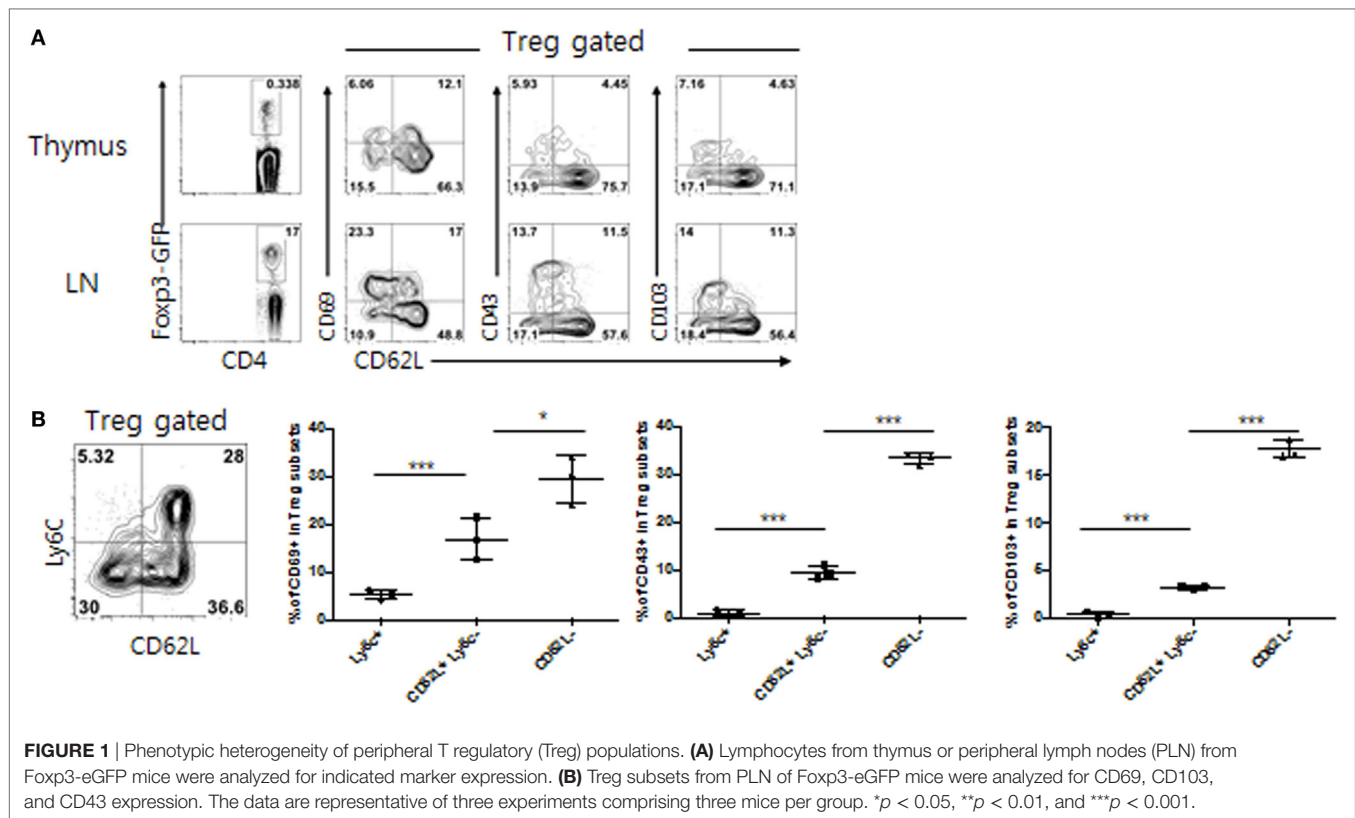 A
Treg gated
Thymus
LN
Foxp3-GFP
CD4
0.338
17
CD69
6.06 12.1
15.5 66.3
23.3 17
10.9 48.8
CD62L
CD43
5.93 4.45
13.9 75.7
13.7 11.5
17.1 57.6
CD103
7.16 4.63
17.1 71.1
14 11.3
18.4 56.4
B
Treg gated
5.32 28
30 36.6
Ly6C
CD62L
% of CD69+ in Treg subsets
40
30
20
10
0
***
*
Ly6c+
CD62L+ Ly6c-
CD62L-
% of CD43+ in Treg subsets
40
30
20
10
0
***
***
Ly6c+
CD62L+ Ly6c-
CD62L-
% of CD103+ in Treg subsets
20
15
10
5
0
***
***
Ly6c+
CD62L+ Ly6c-
CD62L-
FIGURE 1 | Phenotypic heterogeneity of peripheral T regulatory (Treg) populations. (A) Lymphocytes from thymus or peripheral lymph nodes (PLN) from
Foxp3-eGFP mice were analyzed for indicated marker expression. (B) Treg subsets from PLN of Foxp3-eGFP mice were analyzed for CD69, CD103,
and CD43 expression. The data are representative of three experiments comprising three mice per group. *p < 0.05, **p < 0.01, and ***p < 0.001.